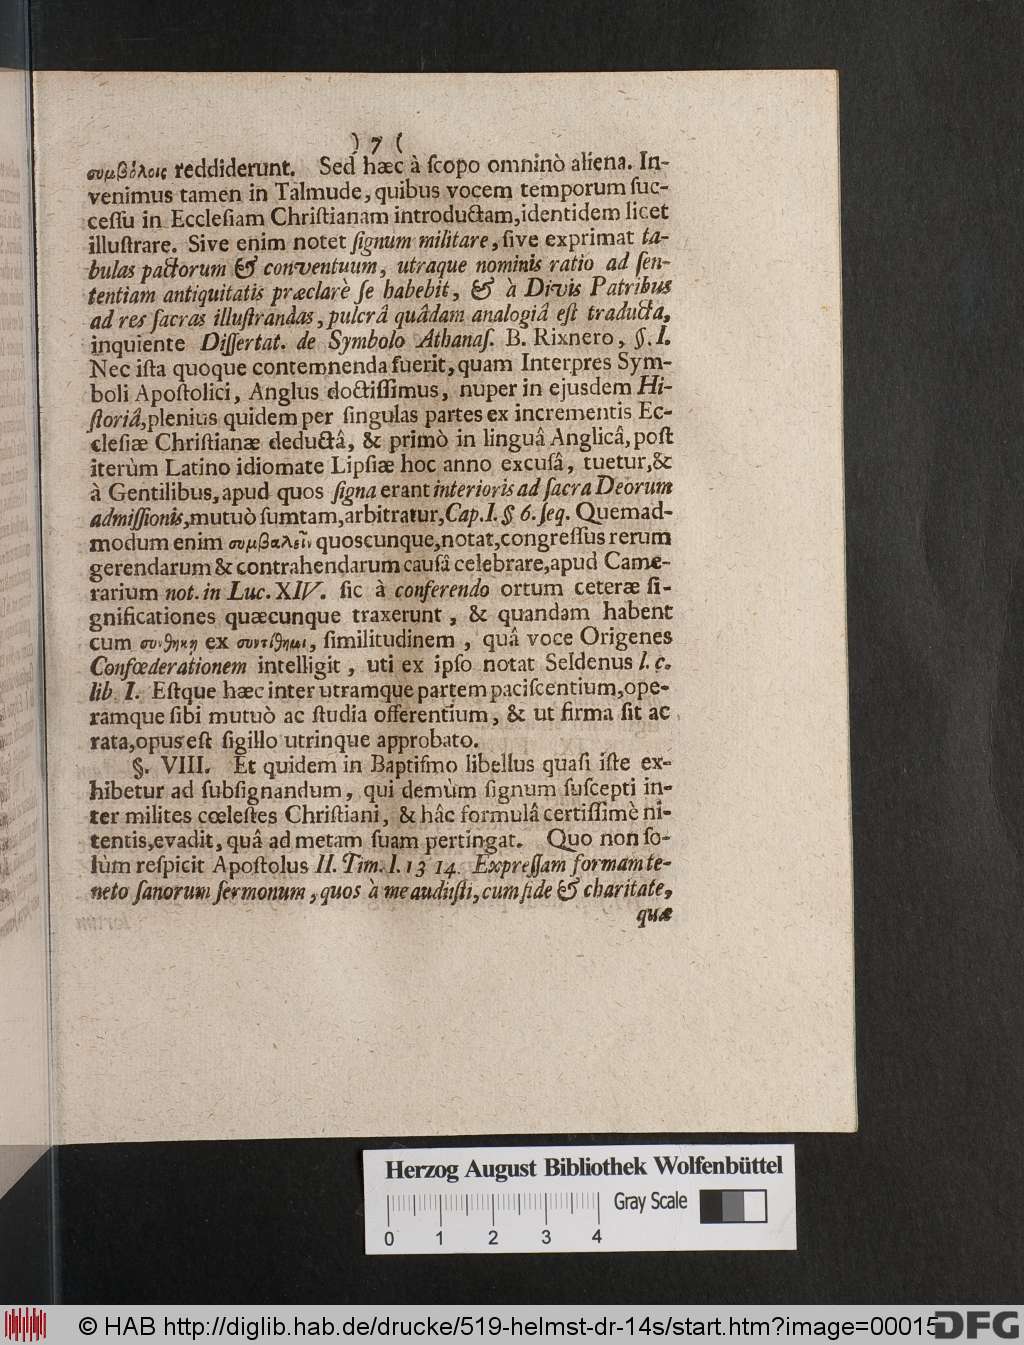 ) 7 (
συμβόλοις reddiderunt. Sed hæc à ſcopo omninò aliena. In-
venimus tamen in Talmude, quibus vocem temporum ſuc-
ceſſu in Eccleſiam Chriſtianam introductam, identidem licet
illuſtrare. Sive enim notet ſignum militare, ſive exprimat ta-
bulas pactorum & conventuum, utraque nominis ratio ad ſen-
tentiam antiquitatis præclarè ſe habebit, & à Divis Patribus
ad res ſacras illuſtrandas, pulcrâ quâdam analogiâ eſt traducta,
inquiente Diſſertat. de Symbolo Athanaſ. B. Rixnero, §. I.
Nec iſta quoque contemnenda fuerit, quam Interpres Sym-
boli Apoſtolici, Anglus doctiſſimus, nuper in ejusdem Hi-
ſtoriâ, plenius quidem per ſingulas partes ex incrementis Ec-
cleſiæ Chriſtianæ deductâ, & primò in linguâ Anglicâ, poſt
iterùm Latino idiomate Lipſiæ hoc anno excuſâ, tuetur, &
à Gentilibus, apud quos ſigna erant interioris ad ſacra Deorum
admiſſionis, mutuò ſumtam, arbitratur, Cap. I. § 6. ſeq. Quemad-
modum enim συμβαλεῖν quoscunque, notat, congreſſus rerum
gerendarum & contrahendarum cauſâ celebrare, apud Came-
rarium not. in Luc. XIV. ſic à conferendo ortum ceteræ ſi-
gnificationes quæcunque traxerunt, & quandam habent
cum συνθηκη ex συντίθημι, ſimilitudinem, quâ voce Origenes
Confœderationem intelligit, uti ex ipſo notat Seldenus l. c.
lib. I. Eſtque hæc inter utramque partem paciſcentium, ope-
ramque ſibi mutuò ac ſtudia offerentium, & ut firma ſit ac
rata, opus eſt ſigillo utrinque approbato.
§. VIII. Et quidem in Baptiſmo libellus quaſi iſte ex-
hibetur ad ſubſignandum, qui demùm ſignum ſuſcepti in-
ter milites cœleſtes Chriſtiani, & hâc formulâ certiſſimè ni-
tentis, evadit, quâ ad metam ſuam pertingat. Quo non ſo-
lùm reſpicit Apoſtolus II. Tim. I. 13 14. Expreſſam formam te-
neto ſanorum ſermonum, quos à me audiiſti, cum fide & charitate,
quæ
Herzog August Bibliothek Wolfenbüttel
Gray Scale
0 1 2 3 4
© HAB http://diglib.hab.de/drucke/519-helmst-dr-14s/start.htm?image=00015
DFG